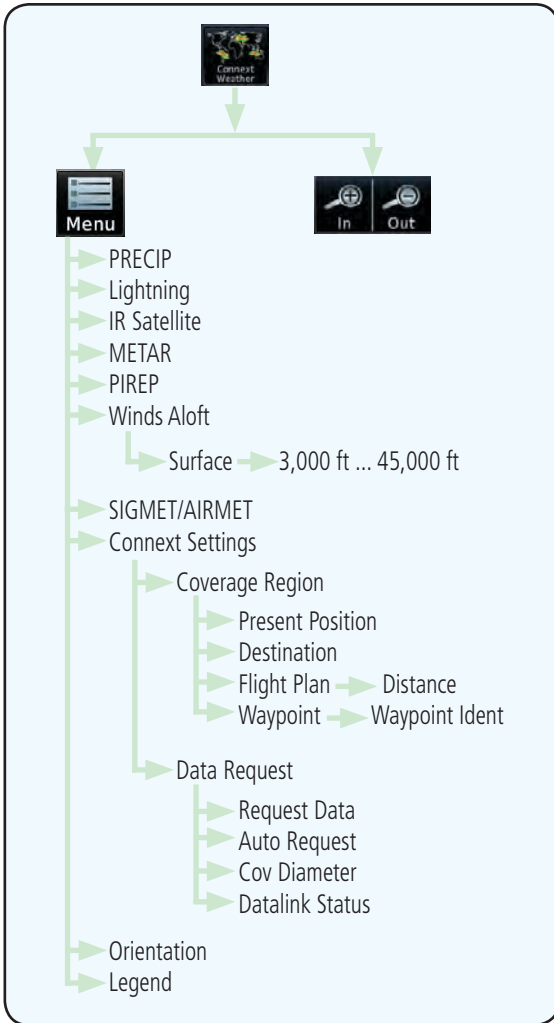 Connext
Weather
Menu
In Out
PRECIP
Lightning
IR Satellite
METAR
PIREP
Winds Aloft
Surface 3,000 ft ... 45,000 ft
SIGMET/AIRMET
Connext Settings
Coverage Region
Present Position
Destination
Flight Plan Distance
Waypoint Waypoint Ident
Data Request
Request Data
Auto Request
Cov Diameter
Datalink Status
Orientation
Legend